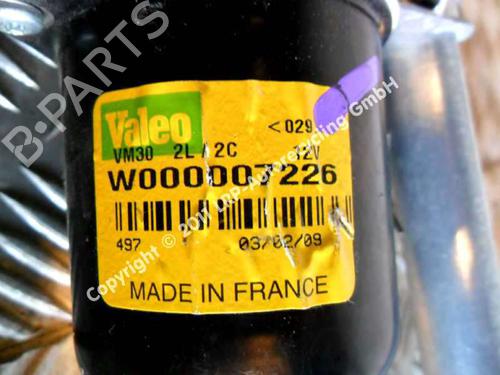 B-PARTS
Valeo
<029
VM30 2L / 2C 12V
W000007226
497 03/02/09
MADE IN FRANCE
Copyright © 2011 LRP-Autorecycling GmbH